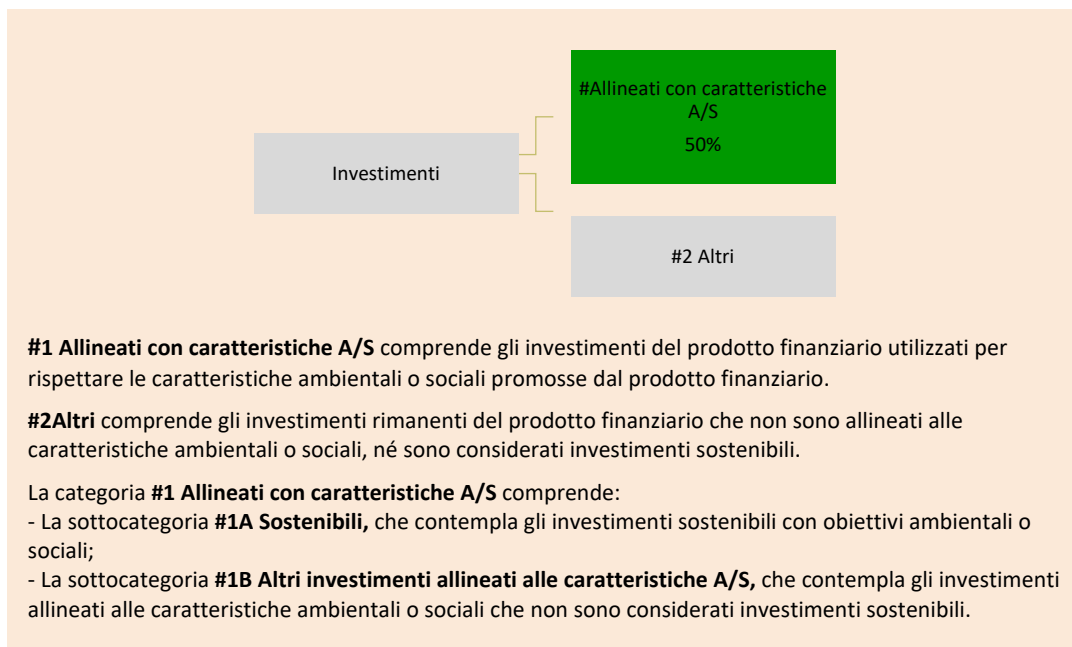 #Allineati con caratteristiche
A/S
50%
Investimenti
#2 Altri
#1 Allineati con caratteristiche A/S comprende gli investimenti del prodotto finanziario utilizzati per
rispettare le caratteristiche ambientali o sociali promosse dal prodotto finanziario.
#2Altri comprende gli investimenti rimanenti del prodotto finanziario che non sono allineati alle
caratteristiche ambientali o sociali, né sono considerati investimenti sostenibili.
La categoria #1 Allineati con caratteristiche A/S comprende:
- La sottocategoria #1A Sostenibili, che contempla gli investimenti sostenibili con obiettivi ambientali o
sociali;
- La sottocategoria #1B Altri investimenti allineati alle caratteristiche A/S, che contempla gli investimenti
allineati alle caratteristiche ambientali o sociali che non sono considerati investimenti sostenibili.